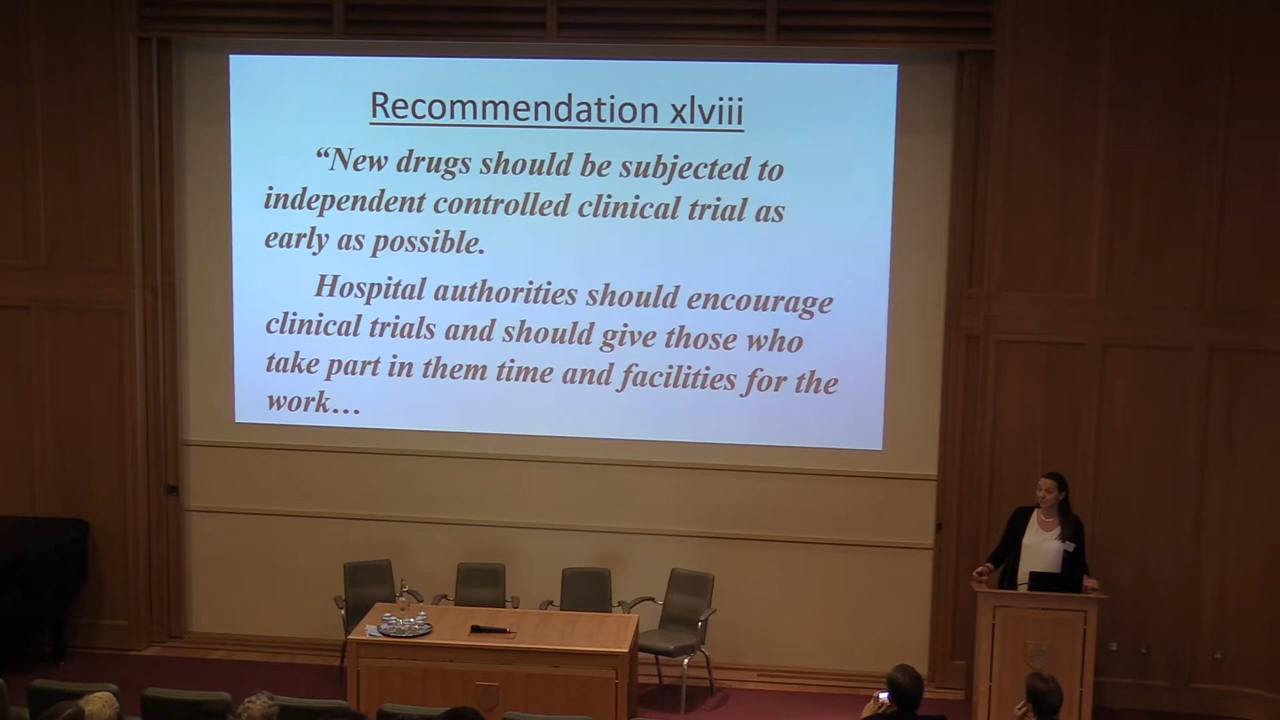 Recommendation xlviii
“New drugs should be subjected to
independent controlled clinical trial as
early as possible.
Hospital authorities should encourage
clinical trials and should give those who
take part in them time and facilities for the
work…